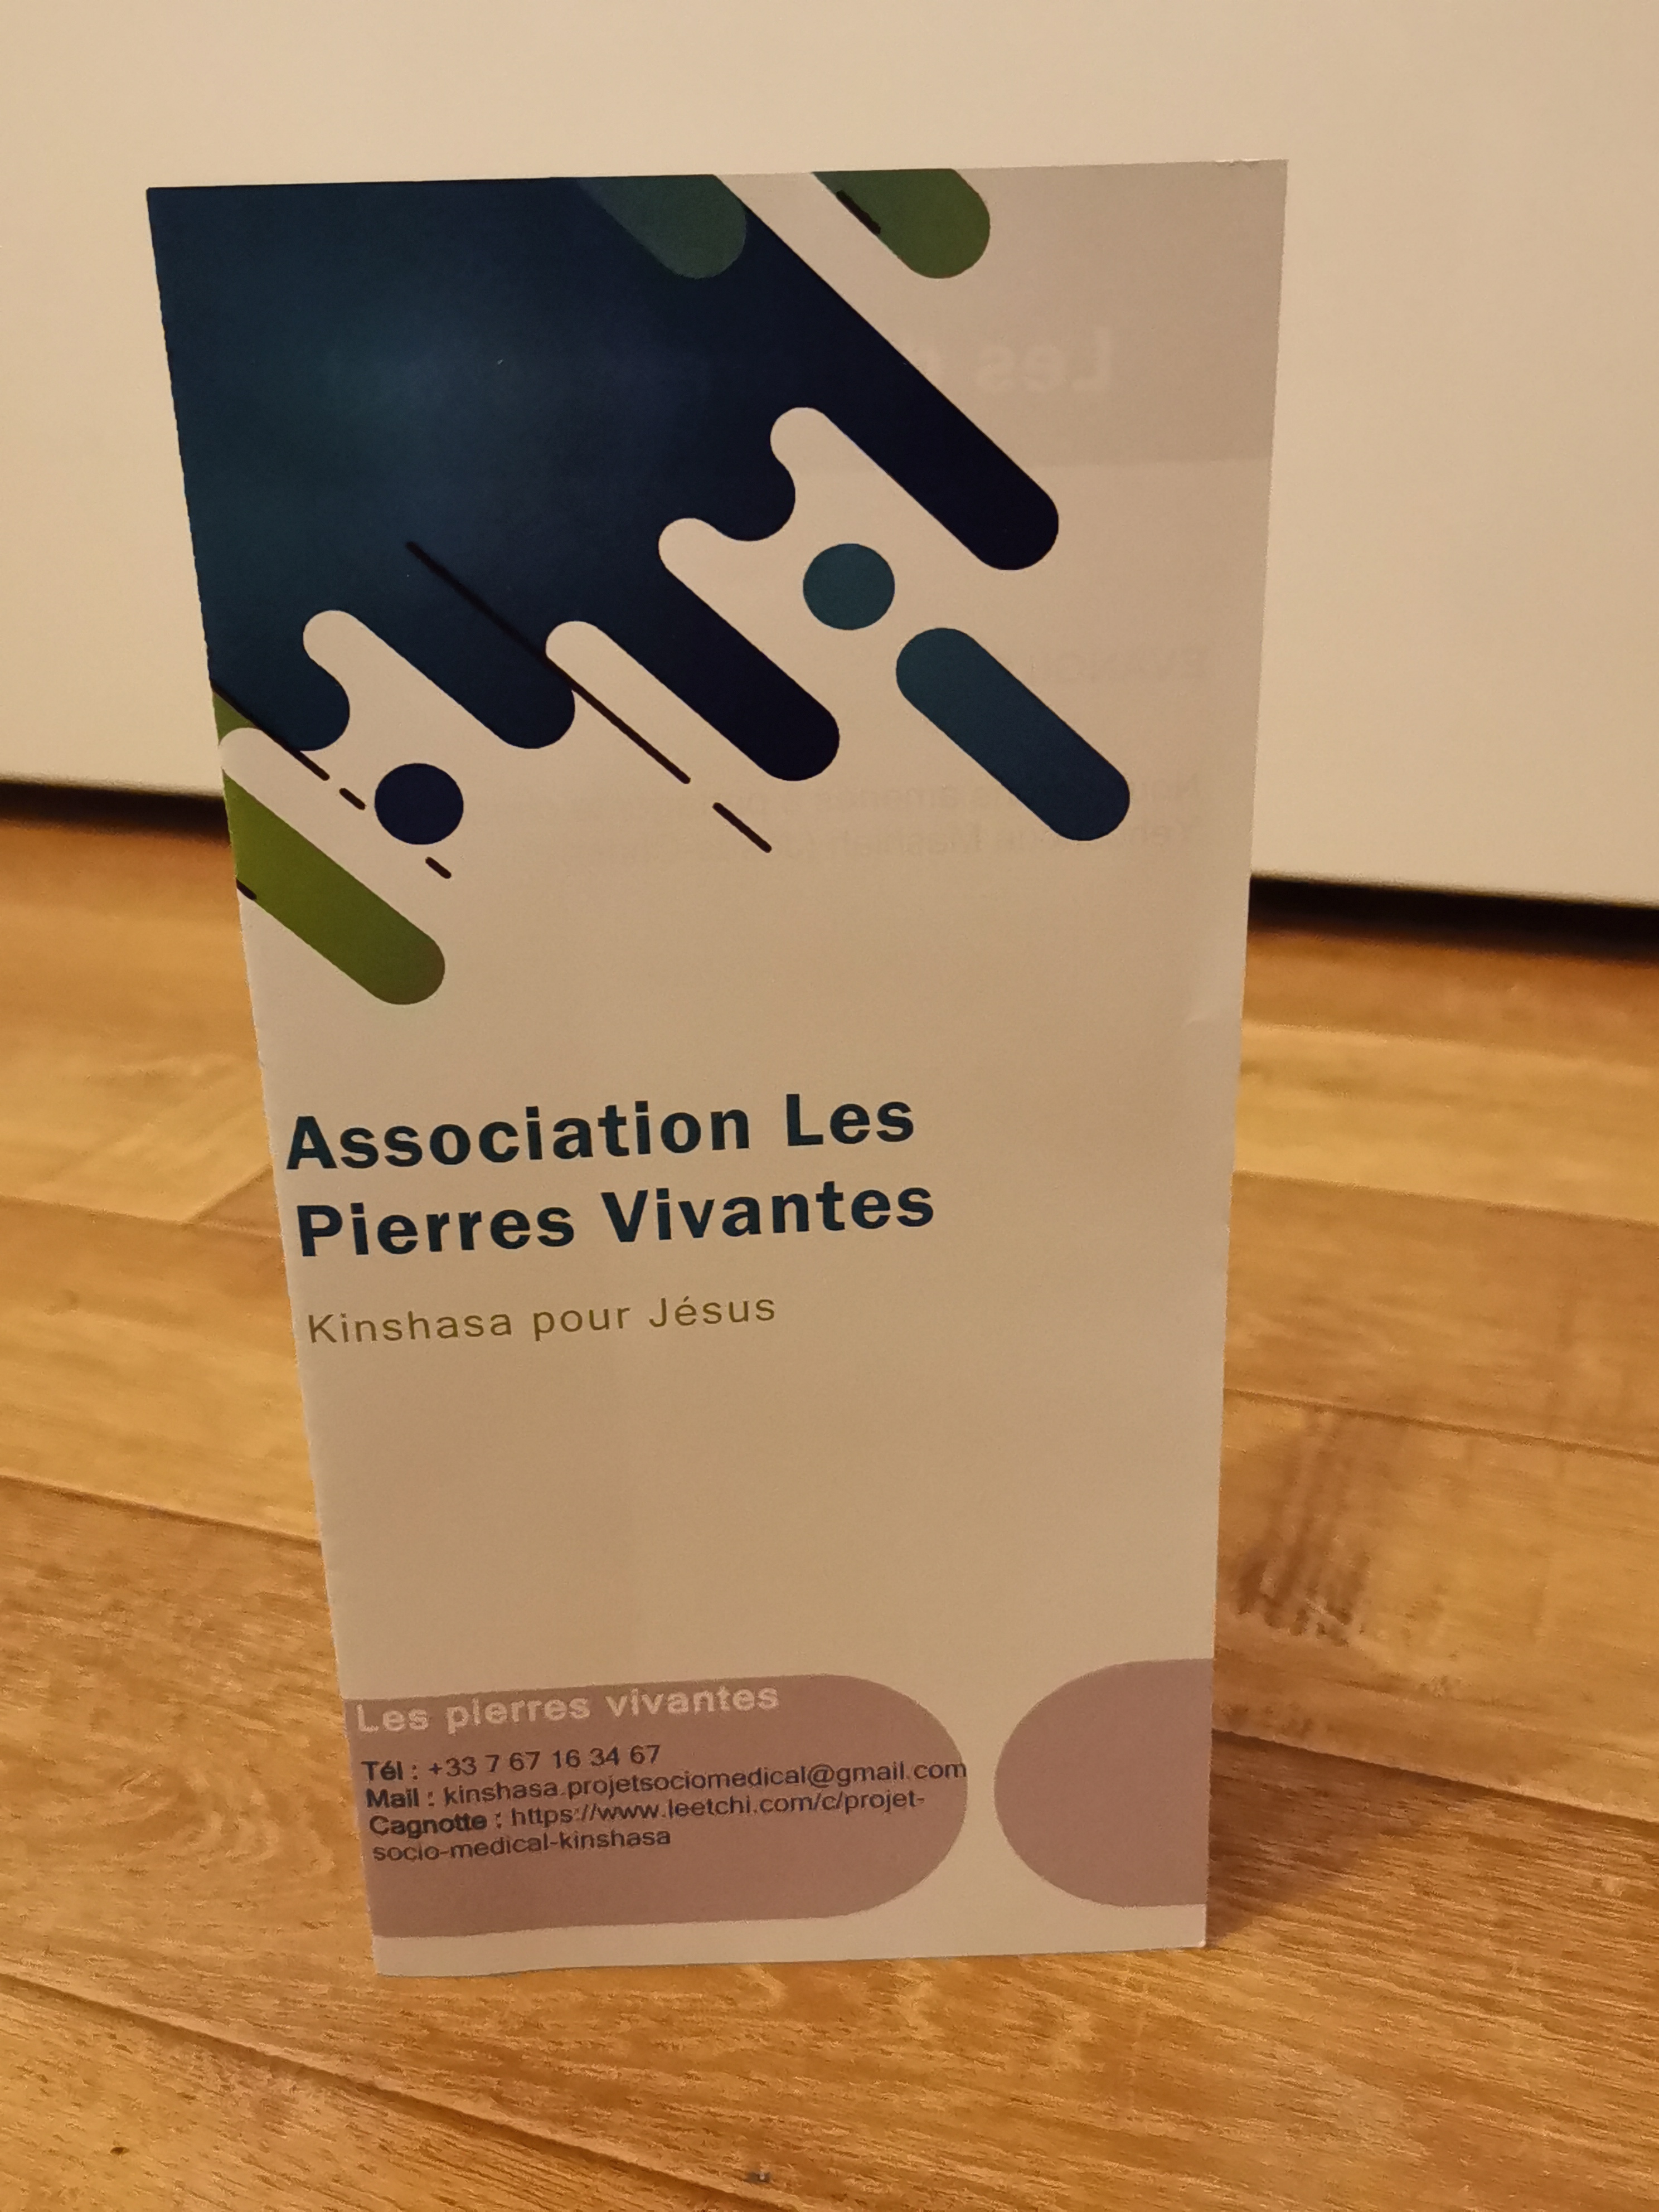 Association Les
Pierres Vivantes
Kinshasa pour Jésus
Les pierres vivantes
Tél : +33 7 67 16 34 67
Mail : kinshasa.projetsociomedical@gmail.com
Cagnotte : https://www.leetchi.com/c/projet-
socio-medical-kinshasa
Les